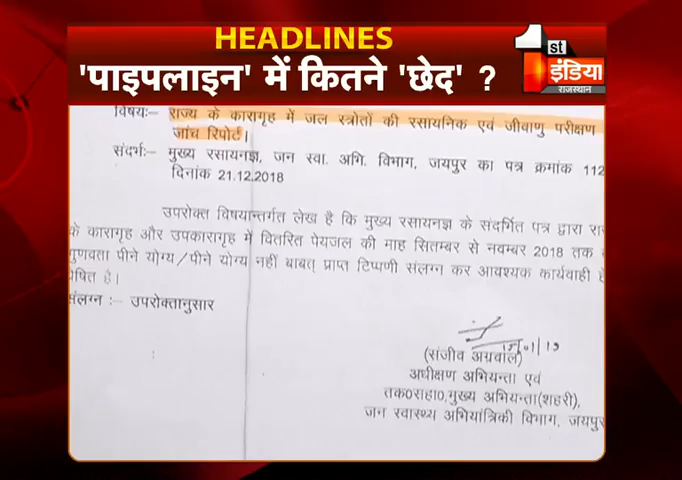 HEADLINES
'पाइपलाइन' में कितने 'छेद' ?
1st
इंडिया
राजस्थान
विषयः– राज्य के कारागृह में जल स्त्रोतों की रसायनिक एवं जीवाणु परीक्षण
जांच रिपोर्ट।
संदर्भः– मुख्य रसायनज्ञ, जन स्वा. अभि. विभाग, जयपुर का पत्र क्रमांक 112
दिनांक 21.12.2018
उपरोक्त विषयान्तर्गत लेख है कि मुख्य रसायनज्ञ के संदर्भित पत्र द्वारा
के कारागृह और उपकारागृह में वितरित पेयजल की माह सितम्बर से नवम्बर 2018 तक
गुणवता पीने योग्य/पीने योग्य नहीं बाबत् प्राप्त टिप्पणी संलग्न कर आवश्यक कार्यवाही
षित है।
संलग्न :– उपरोक्तानुसार
(संजीव अग्रवाल)
अधीक्षण अभियन्ता एवं
तक0सहा0,मुख्य अभियन्ता(शहरी),
जन स्वास्थ्य अभियांत्रिकी विभाग, जयपुर